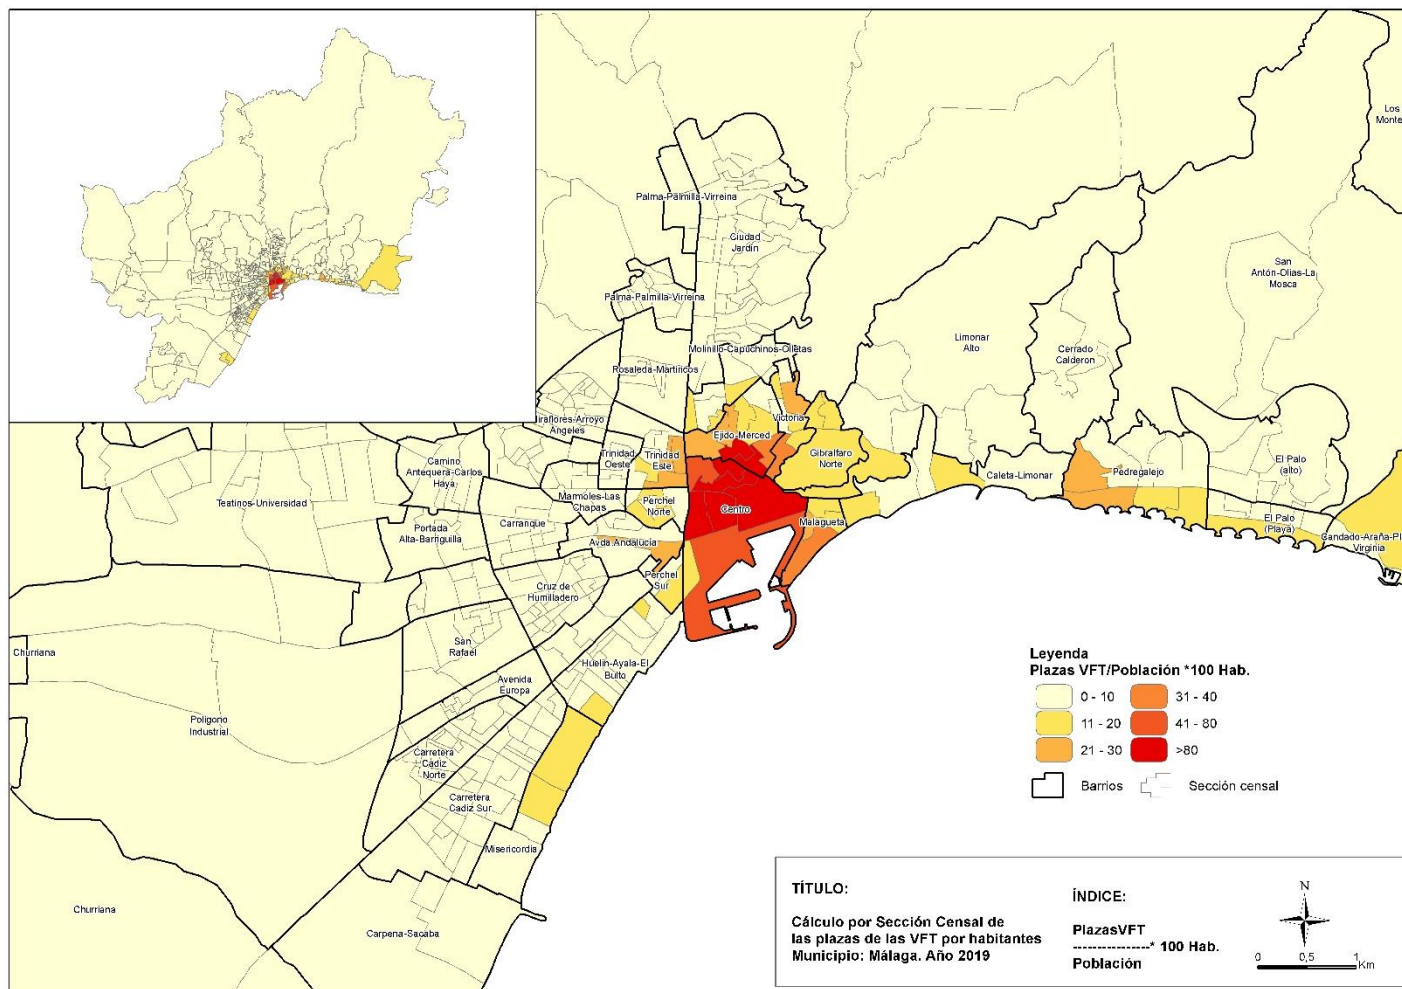 Los
Monte
Palma-Palmilla-Virreina
Ciudad
Jardín
San
Antón-Olías-La
Mosca
Palma-Palmilla-Virreina
Limonar
Alto
Cerrado
Calderon
Molinillo-Capuchinos-Olletas
Rosaleda-Martiricos
Miraflores-Arroyo
Angeles
Victoria
Ejido-Merced
Trinidad
Oeste
Trinidad
Este
Gibralfaro
Norte
Camino
Antequera-Carlos
Haya
Caleta-Limonar
Pedregalejo
El Palo
(alto)
Teatinos-Universidad
Marmoles-Las
Chapas
Perchel
Norte
Centro
Malagueta
El Palo
(Playa)
Candado-Araña-Pl
Virginia
Portada
Alta-Barriguilla
Carranque
Avda.Andalucía
Perchel
Sur
Cruz de
Humilladero
San
Rafael
Churriana
Huelin-Ayala-El
Bulto
Avenida
Europa
Poligono
Industrial
Carretera
Cadiz
Norte
Carretera
Cadiz Sur
Misericordia
Churriana
Carpena-Sacaba
Leyenda
Plazas VFT/Población *100 Hab.
0 - 10 31 - 40
11 - 20 41 - 80
21 - 30 >80
Barrios Sección censal
TÍTULO:
Cálculo por Sección Censal de
las plazas de las VFT por habitantes
Municipio: Málaga. Año 2019
ÍNDICE:
PlazasVFT
----------------* 100 Hab.
Población
N
0 0,5 1
Km